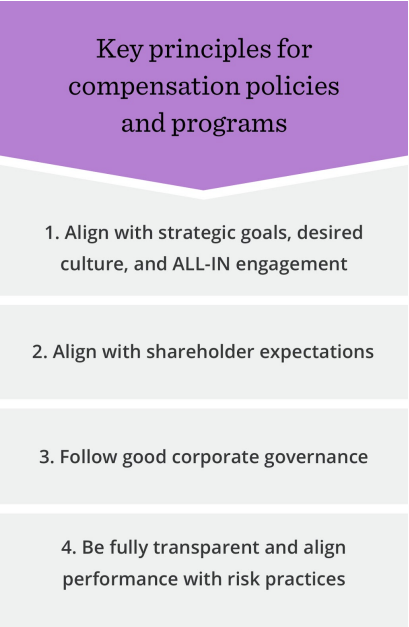 Key principles for
compensation policies
and programs
1. Align with strategic goals, desired
culture, and ALL-IN engagement
2. Align with shareholder expectations
3. Follow good corporate governance
4. Be fully transparent and align
performance with risk practices